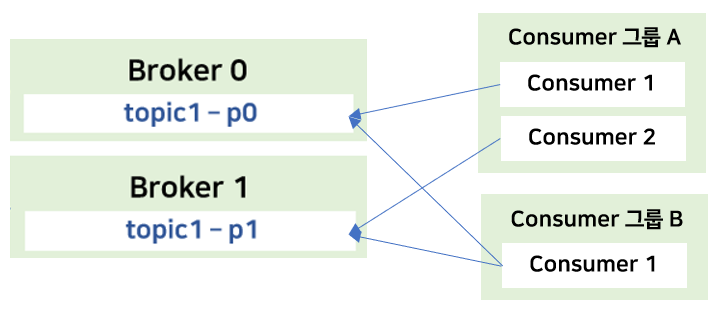 Broker 0
topic1 – p0
Broker 1
topic1 – p1
Consumer 그룹 A
Consumer 1
Consumer 2
Consumer 그룹 B
Consumer 1